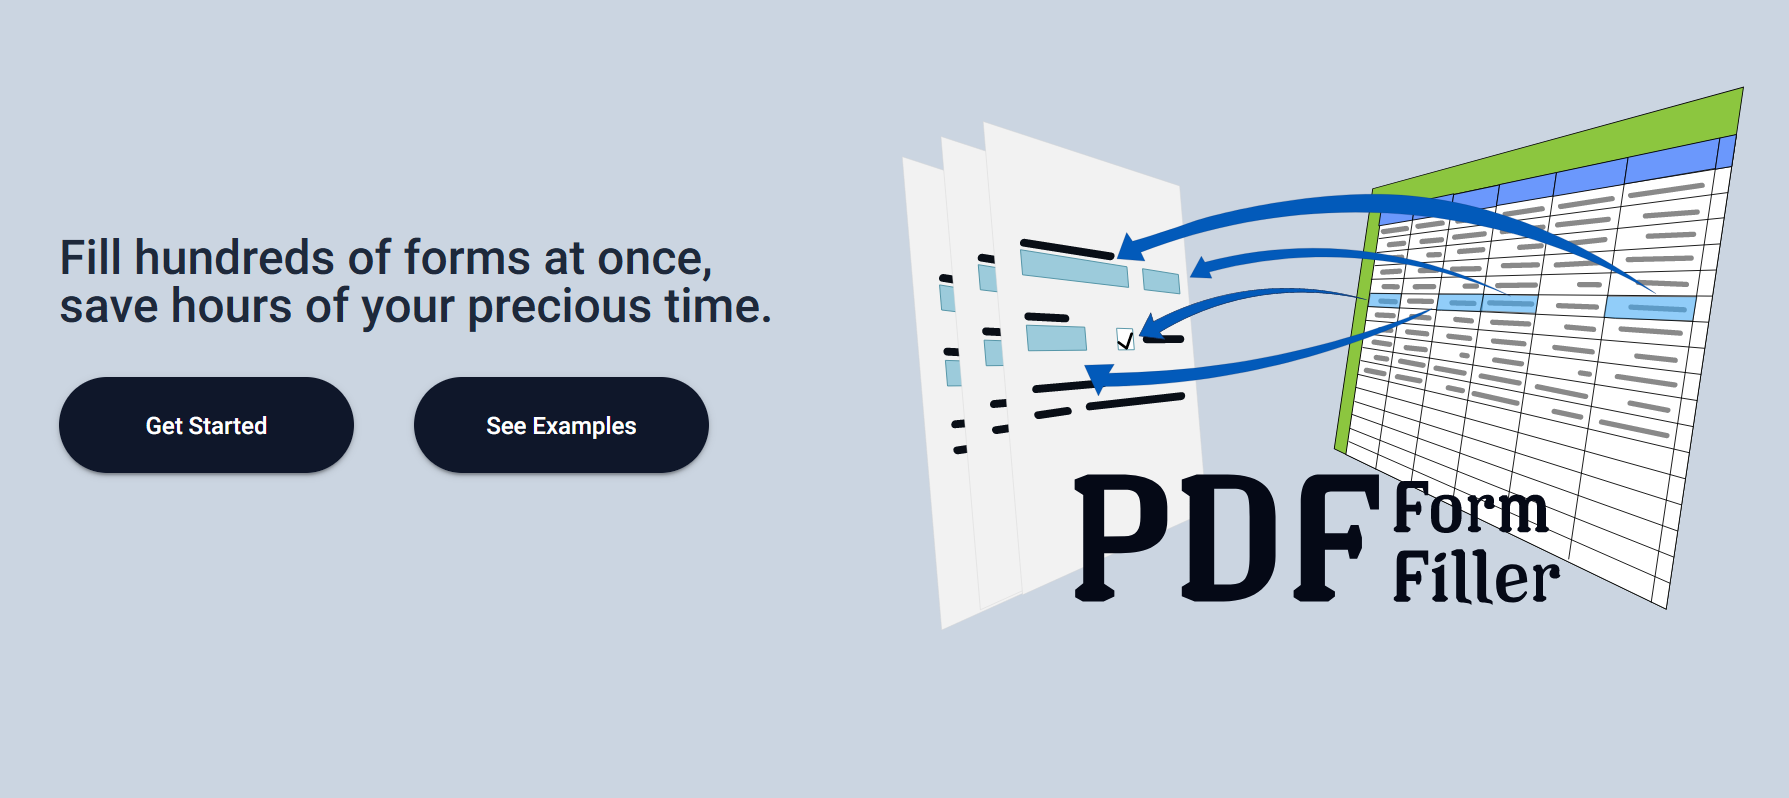 Fill hundreds of forms at once,
save hours of your precious time.
Get Started
See Examples
PDF Form
Filler